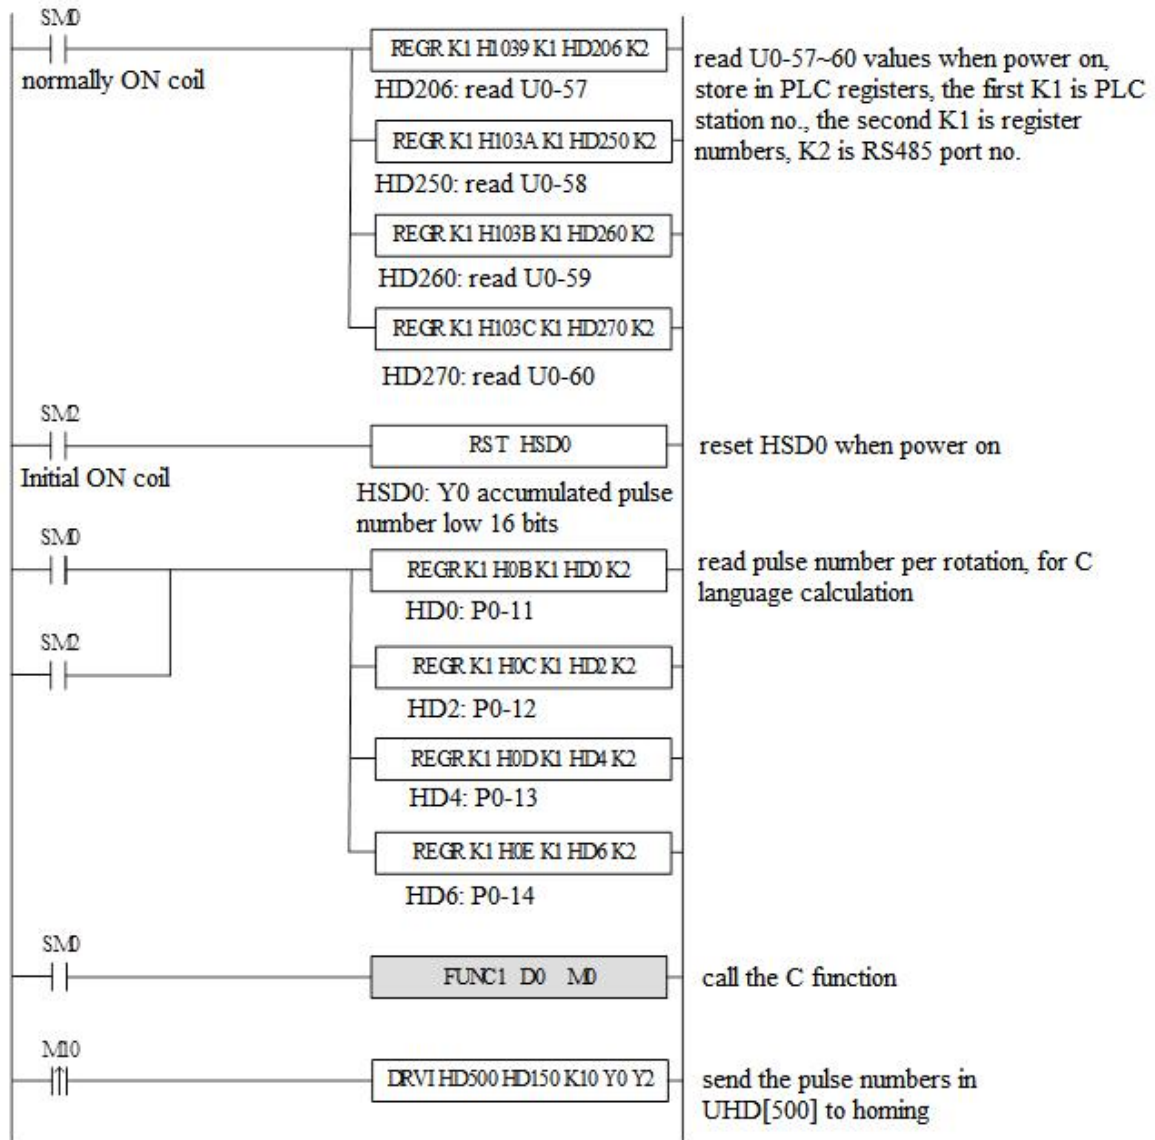 SM0
REGR K1 H1039 K1 HD206 K2
normally ON coil
HD206: read U0-57
read U0-57~60 values when power on,
store in PLC registers, the first K1 is PLC
station no., the second K1 is register
numbers, K2 is RS485 port no.
REGR K1 H103A K1 HD250 K2
HD250: read U0-58
REGR K1 H103B K1 HD260 K2
HD260: read U0-59
REGR K1 H103C K1 HD270 K2
HD270: read U0-60
SM2
RST HSD0
reset HSD0 when power on
Initial ON coil
HSD0: Y0 accumulated pulse
number low 16 bits
SM0
REGR K1 H0B K1 HD0 K2
read pulse number per rotation, for C
language calculation
HD0: P0-11
SM2
REGR K1 H0C K1 HD2 K2
HD2: P0-12
REGR K1 H0D K1 HD4 K2
HD4: P0-13
REGR K1 H0E K1 HD6 K2
HD6: P0-14
SM0
FUNC1 D0 M0
call the C function
M10
DRVI HD500 HD150 K10 Y0 Y2
send the pulse numbers in
UHD[500] to homing